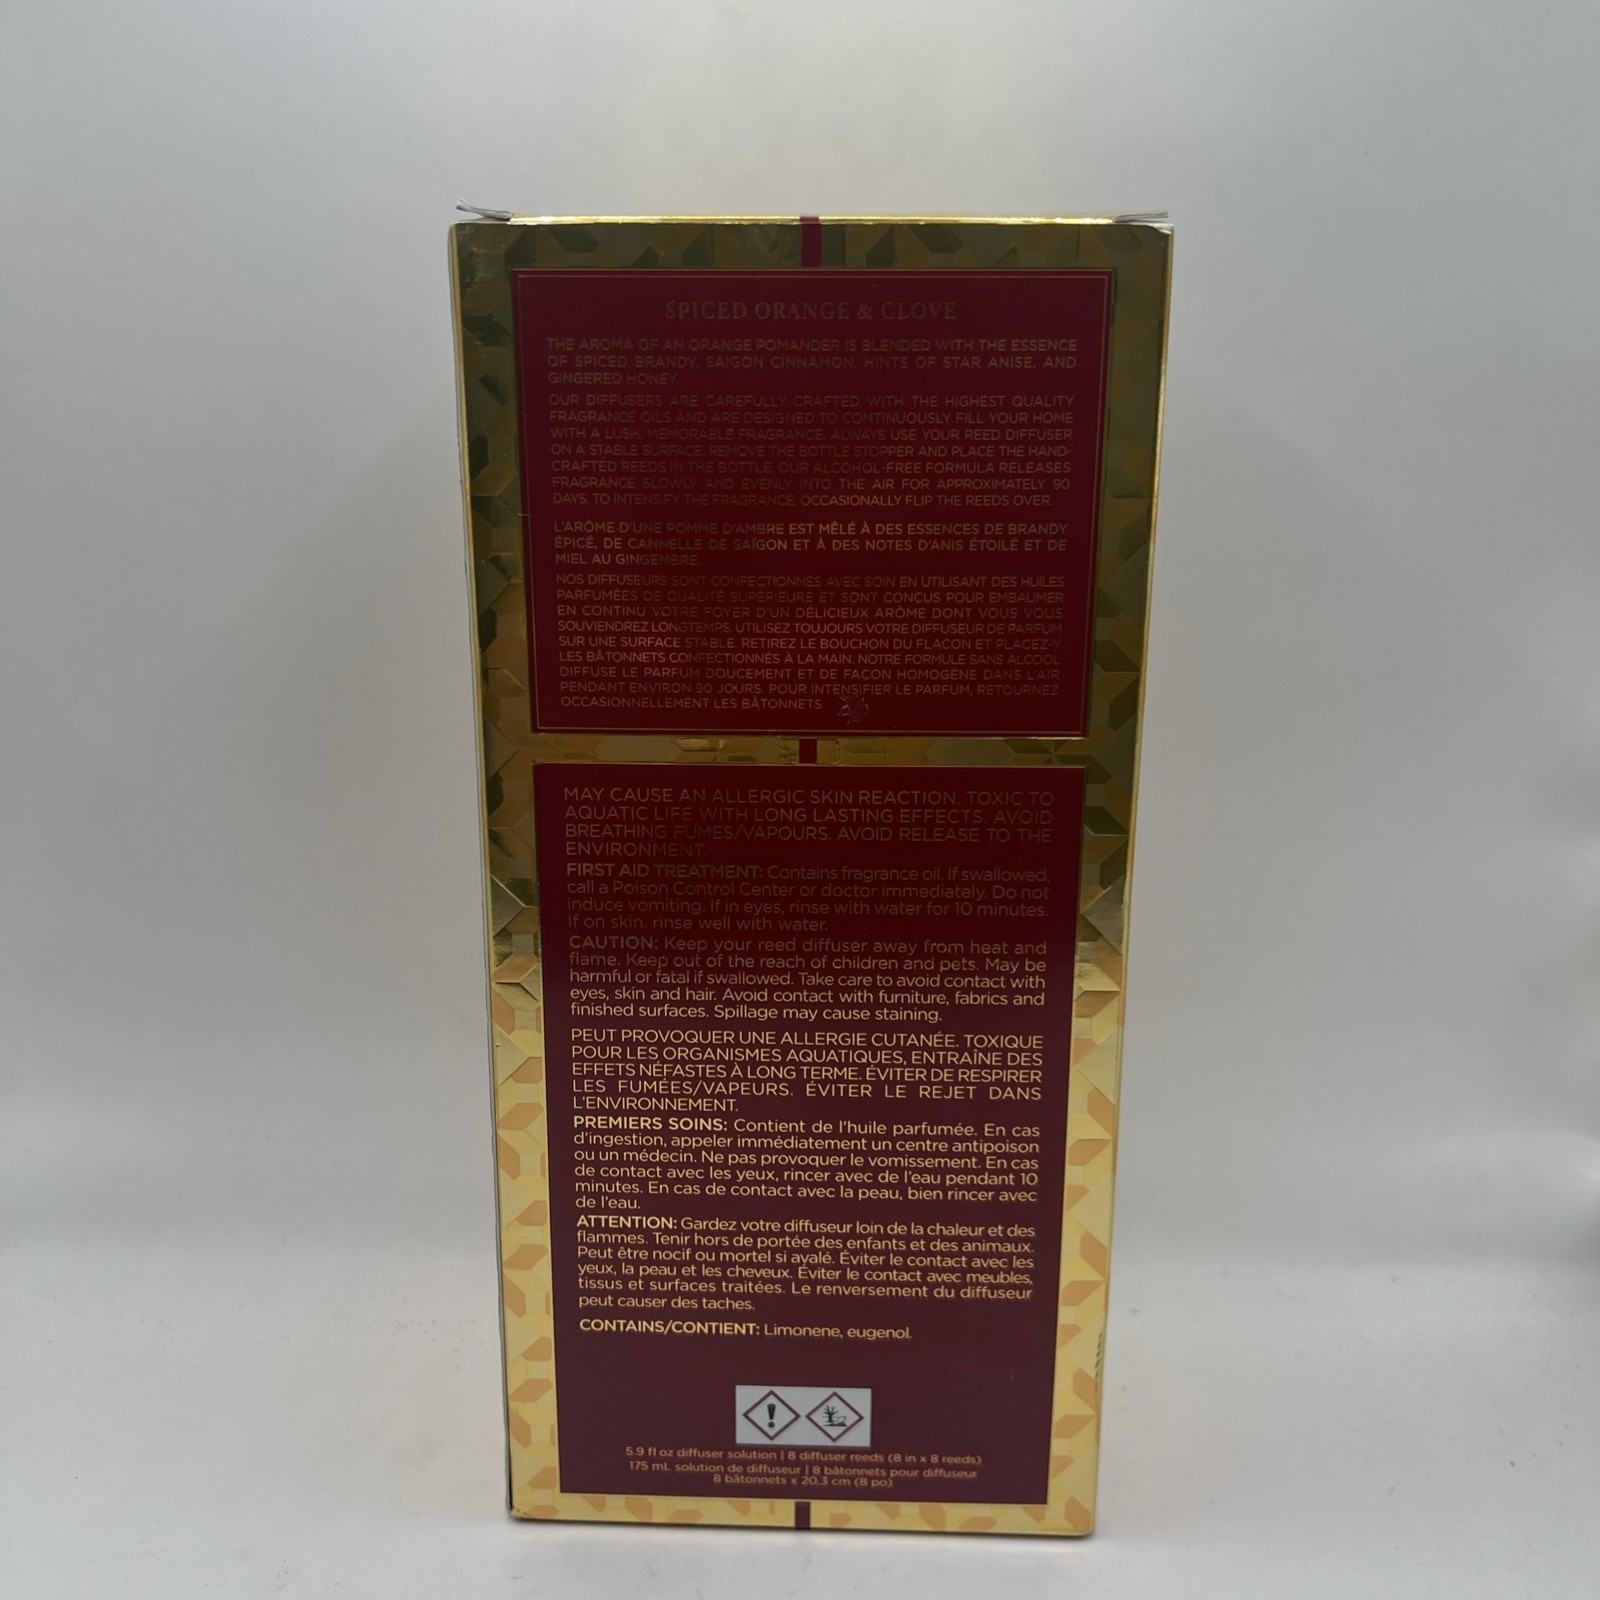 SPICED ORANGE & CLOVE
THE AROMA OF AN ORANGE POMANDER IS BLENDED WITH THE ESSENCE
OF SPICED BRANDY, SAIGON CINNAMON, HINTS OF STAR ANISE, AND
GINGERED HONEY.
OUR DIFFUSERS ARE CAREFULLY CRAFTED WITH THE HIGHEST QUALITY
FRAGRANCE OILS AND ARE DESIGNED TO CONTINUOUSLY FILL YOUR HOME
WITH A LUSH, MEMORABLE FRAGRANCE. ALWAYS USE YOUR REED DIFFUSER
ON A STABLE SURFACE. REMOVE THE BOTTLE STOPPER AND PLACE THE HAND-
CRAFTED REEDS IN THE BOTTLE. OUR ALCOHOL-FREE FORMULA RELEASES
FRAGRANCE SLOWLY AND EVENLY INTO THE AIR FOR APPROXIMATELY 90
DAYS. TO INTENSIFY THE FRAGRANCE, OCCASIONALLY FLIP THE REEDS OVER.
L'ARÔME D'UNE POMME D'AMBRE EST MÊLÉ À DES ESSENCES DE BRANDY
ÉPICÉ, DE CANNELLE DE SAÏGON ET À DES NOTES D'ANIS ÉTOILÉ ET DE
MIEL AU GINGEMBRE.
NOS DIFFUSEURS SONT CONFECTIONNÉS AVEC SOIN EN UTILISANT DES HUILES
PARFUMÉES DE QUALITÉ SUPÉRIEURE ET SONT CONÇUS POUR EMBAUMER
EN CONTINU VOTRE FOYER D'UN DÉLICIEUX ARÔME DONT VOUS VOUS
SOUVIENDREZ LONGTEMPS. UTILISEZ TOUJOURS VOTRE DIFFUSEUR DE PARFUM
SUR UNE SURFACE STABLE. RETIREZ LE BOUCHON DU FLACON ET PLACEZ-Y
LES BÂTONNETS CONFECTIONNÉS À LA MAIN. NOTRE FORMULE SANS ALCOOL
DIFFUSE LE PARFUM DOUCEMENT ET DE FAÇON HOMOGÈNE DANS L'AIR
PENDANT ENVIRON 90 JOURS. POUR INTENSIFIER LE PARFUM, RETOURNEZ
OCCASIONNELLEMENT LES BÂTONNETS.
MAY CAUSE AN ALLERGIC SKIN REACTION. TOXIC TO
AQUATIC LIFE WITH LONG LASTING EFFECTS. AVOID
BREATHING FUMES/VAPOURS. AVOID RELEASE TO THE
ENVIRONMENT.
FIRST AID TREATMENT: Contains fragrance oil. If swallowed,
call a Poison Control Center or doctor immediately. Do not
induce vomiting. If in eyes, rinse with water for 10 minutes.
If on skin, rinse well with water.
CAUTION: Keep your reed diffuser away from heat and
flame. Keep out of the reach of children and pets. May be
harmful or fatal if swallowed. Take care to avoid contact with
eyes, skin and hair. Avoid contact with furniture, fabrics and
finished surfaces. Spillage may cause staining.
PEUT PROVOQUER UNE ALLERGIE CUTANÉE. TOXIQUE
POUR LES ORGANISMES AQUATIQUES, ENTRAÎNE DES
EFFETS NÉFASTES À LONG TERME. ÉVITER DE RESPIRER
LES FUMÉES/VAPEURS. ÉVITER LE REJET DANS
L'ENVIRONNEMENT.
PREMIERS SOINS: Contient de l'huile parfumée. En cas
d'ingestion, appeler immédiatement un centre antipoison
ou un médecin. Ne pas provoquer le vomissement. En cas
de contact avec les yeux, rincer avec de l'eau pendant 10
minutes. En cas de contact avec la peau, bien rincer avec
de l'eau.
ATTENTION: Gardez votre diffuseur loin de la chaleur et des
flammes. Tenir hors de portée des enfants et des animaux.
Peut être nocif ou mortel si avalé. Éviter le contact avec les
yeux, la peau et les cheveux. Éviter le contact avec meubles,
tissus et surfaces traitées. Le renversement du diffuseur
peut causer des taches.
CONTAINS/CONTIENT: Limonene, eugenol.
5.9 fl oz diffuser solution | 8 diffuser reeds (8 in x 8 reeds)
175 mL solution de diffuseur | 8 bâtonnets pour diffuseur
8 bâtonnets x 20.3 cm (8 po)